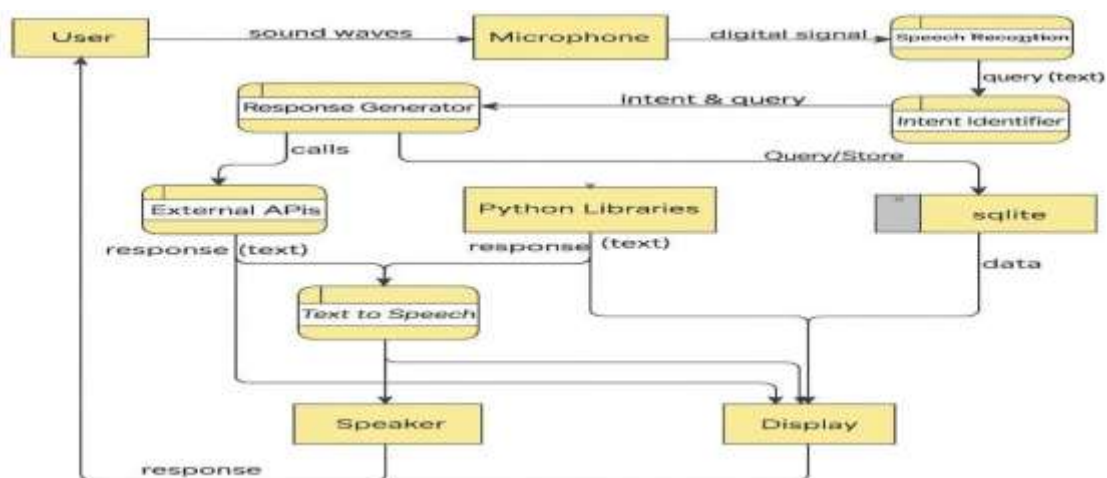 User
sound waves
Microphone
digital signal
Speech Recogtion
query (text)
Response Generator
intent & query
Intent Identifier
calls
Query/Store
External APIs
Python Libraries
sqlite
response (text)
response (text)
data
Text to Speech
Speaker
Display
response